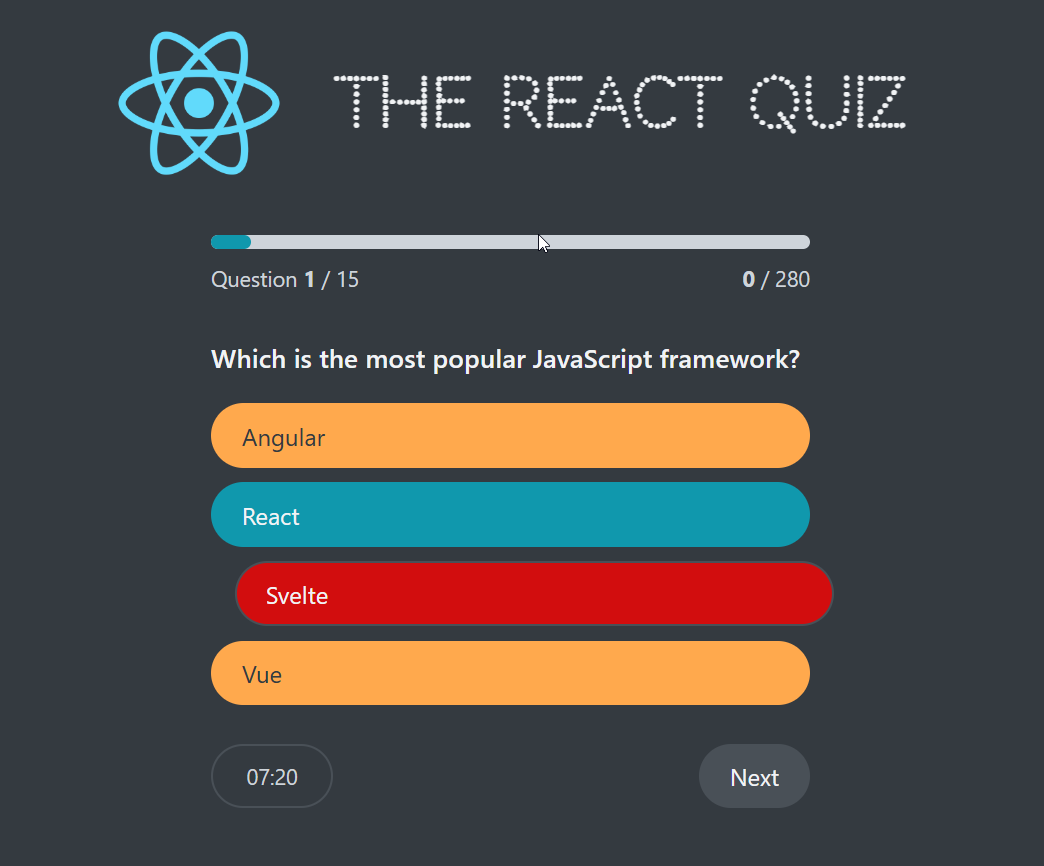 THE REACT QUIZ
Question 1 / 15
0 / 280
Which is the most popular JavaScript framework?
Angular
React
Svelte
Vue
07:20
Next